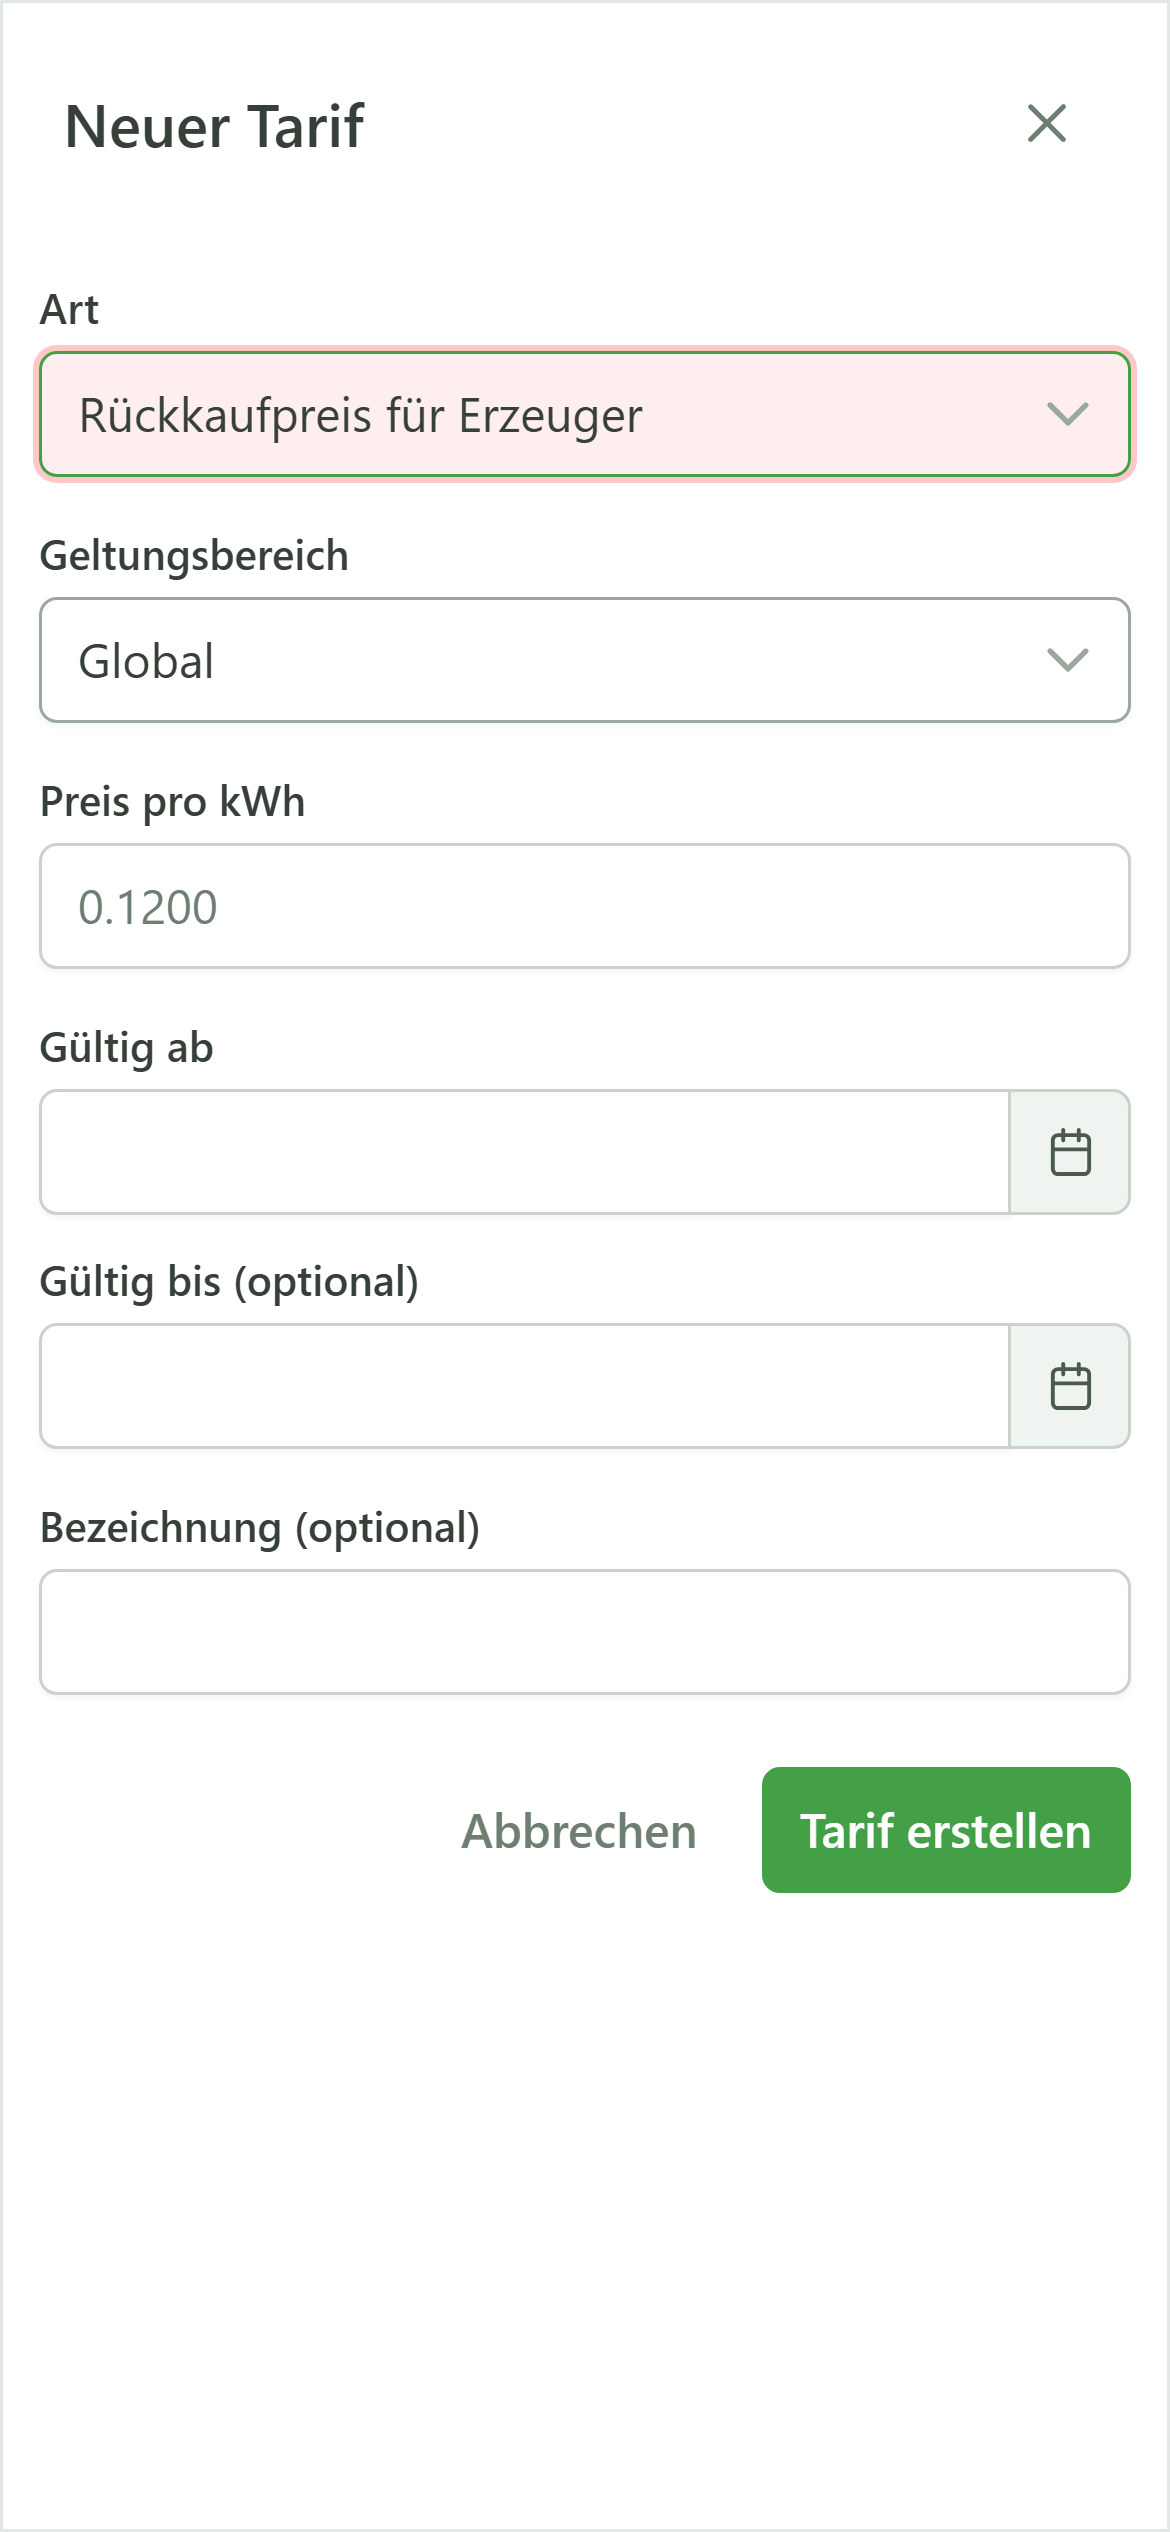 Neuer Tarif
Art
Rückkaufpreis für Erzeuger
Geltungsbereich
Global
Preis pro kWh
0.1200
Gültig ab
Gültig bis (optional)
Bezeichnung (optional)
Abbrechen
Tarif erstellen